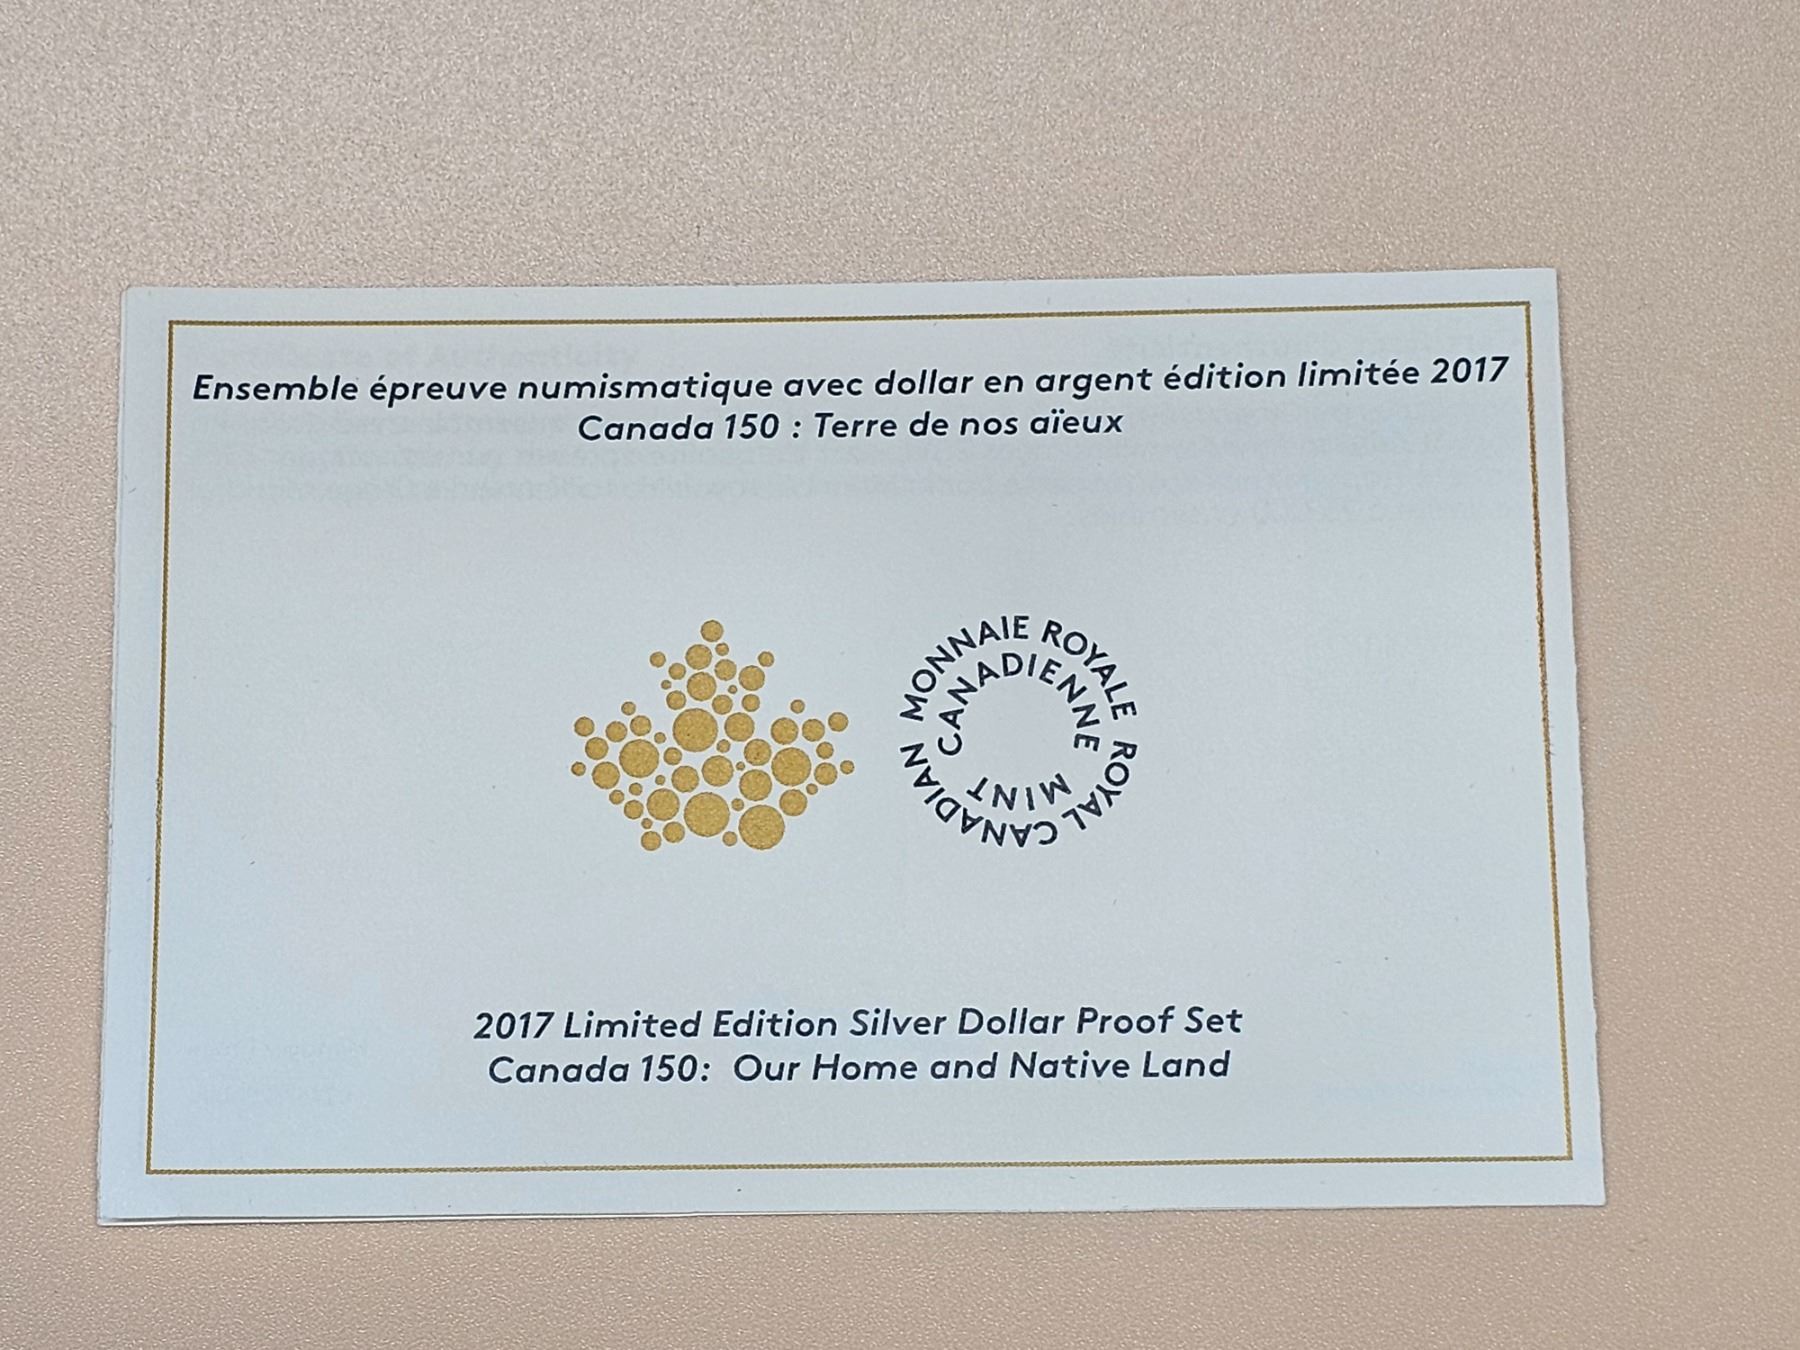 Ensemble épreuve numismatique avec dollar en argent édition limitée 2017
Canada 150 : Terre de nos aïeux
MONNAIE ROYALE
CANADIENNE
ROYAL CANADIAN
MINT
2017 Limited Edition Silver Dollar Proof Set
Canada 150: Our Home and Native Land